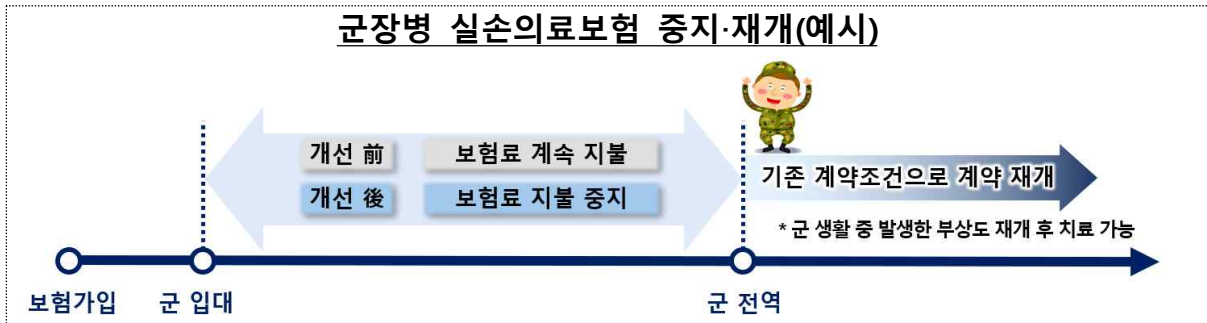 군장병 실손의료보험 중지·재개(예시)
개선 前 보험료 계속 지불
개선 後 보험료 지불 중지
기존 계약조건으로 계약 재개
* 군 생활 중 발생한 부상도 재개 후 치료 가능
보험가입 군 입대 군 전역